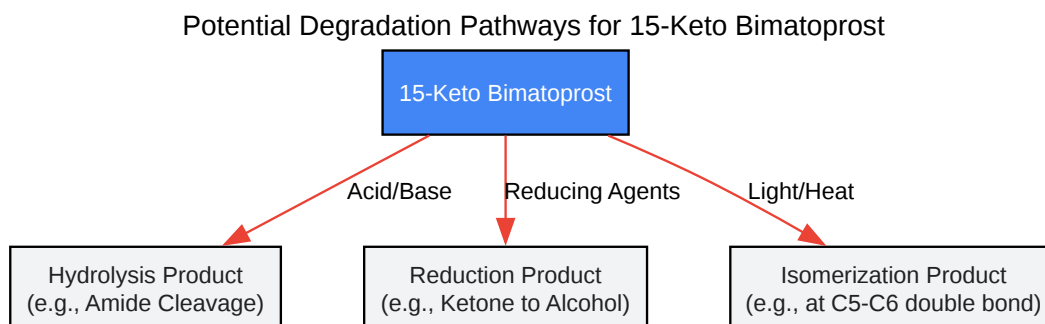 Potential Degradation Pathways for 15-Keto Bimatoprost
15-Keto Bimatoprost
Acid/Base
Reducing Agents
Light/Heat
Hydrolysis Product
(e.g., Amide Cleavage)
Reduction Product
(e.g., Ketone to Alcohol)
Isomerization Product
(e.g., at C5-C6 double bond)